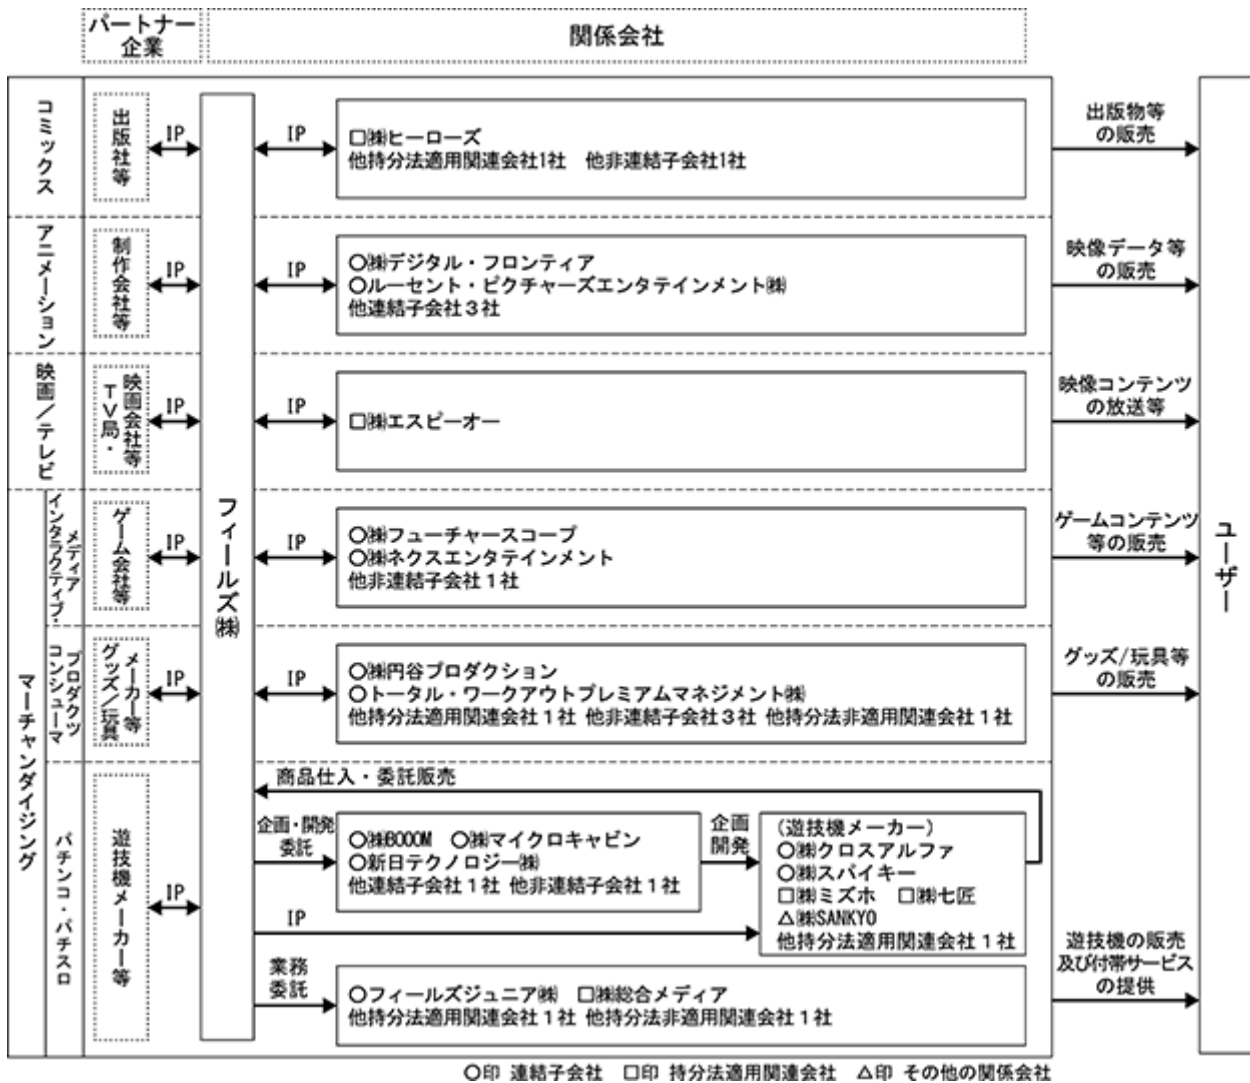 パートナー
企業
関係会社
コミックス
出版社等
IP
IP
□㈱ヒーローズ
他持分法適用関連会社1社 他非連結子会社1社
出版物等
の販売
アニメーション
制作会社等
IP
IP
○㈱デジタル・フロンティア
○ルーセント・ピクチャーズエンタテインメント㈱
他連結子会社3社
映像データ等
の販売
映画／テレビ
映画会社等
TV局・
IP
IP
□㈱エスピーオー
映像コンテンツ
の放送等
フィールズ㈱
ユーザー
マーチャンダイジング
メディア
インタラクティブ・
ゲーム会社等
IP
IP
○㈱フューチャースコープ
○㈱ネクスエンタテインメント
他非連結子会社1社
ゲームコンテンツ
等の販売
プロダクツ
コンシューマ
メーカー等
グッズ／玩具
IP
IP
○㈱円谷プロダクション
○トータル・ワークアウトプレミアムマネジメント㈱
他持分法適用関連会社1社 他非連結子会社3社 他持分法非適用関連会社1社
グッズ/玩具等
の販売
パチンコ・パチスロ
遊技機メーカー等
IP
商品仕入・委託販売
企画・開発
委託
○㈱BOOOM ○㈱マイクロキャビン
○新日テクノロジー㈱
他連結子会社1社 他非連結子会社1社
企画
開発
(遊技機メーカー)
○㈱クロスアルファ
○㈱スパイキー
□㈱ミズホ □㈱七匠
△㈱SANKYO
他持分法適用関連会社1社
IP
業務
委託
○フィールズジュニア㈱ □㈱総合メディア
他持分法適用関連会社1社 他持分法非適用関連会社1社
遊技機の販売
及び付帯サービス
の提供
○印 連結子会社 □印 持分法適用関連会社 △印 その他の関係会社